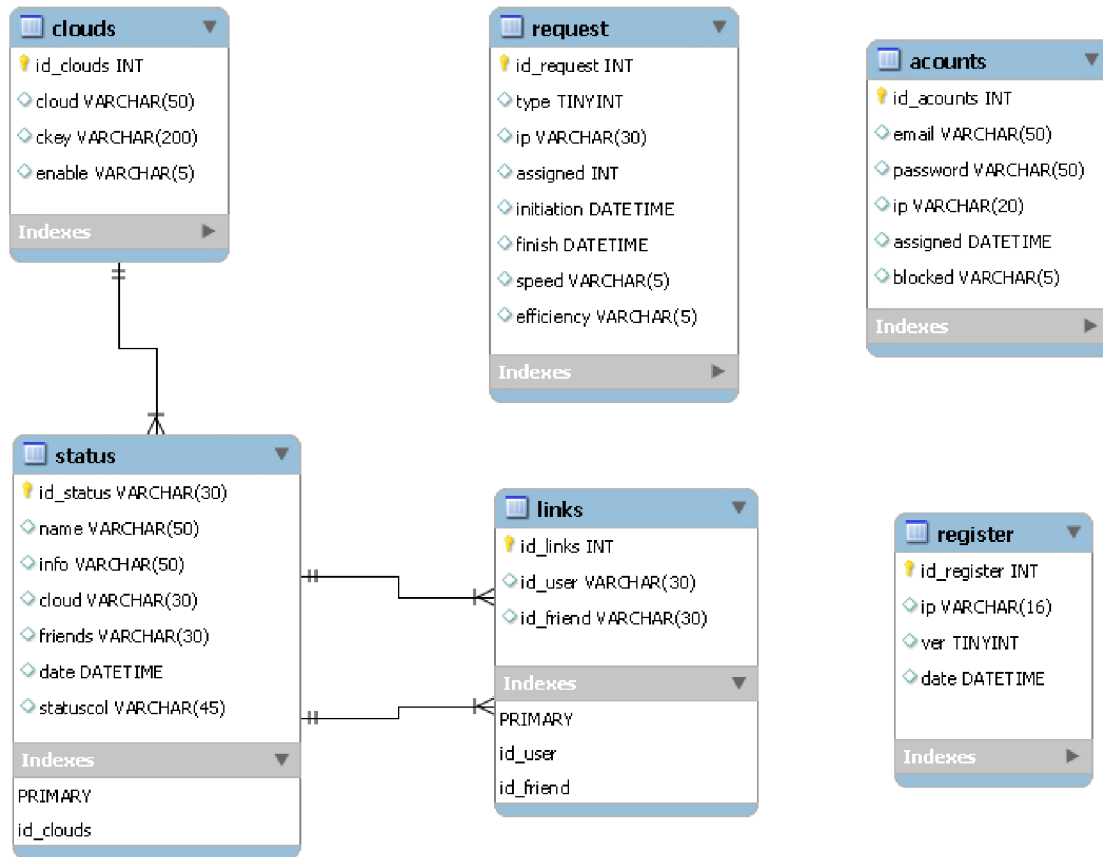 clouds
id_clouds INT
cloud VARCHAR(50)
ckey VARCHAR(200)
enable VARCHAR(5)
Indexes
request
id_request INT
type TINYINT
ip VARCHAR(30)
assigned INT
initiation DATETIME
finish DATETIME
speed VARCHAR(5)
efficiency VARCHAR(5)
Indexes
acounts
id_acounts INT
email VARCHAR(50)
password VARCHAR(50)
ip VARCHAR(20)
assigned DATETIME
blocked VARCHAR(5)
Indexes
status
id_status VARCHAR(30)
name VARCHAR(50)
info VARCHAR(50)
cloud VARCHAR(30)
friends VARCHAR(30)
date DATETIME
statuscol VARCHAR(45)
Indexes
PRIMARY
id_clouds
links
id_links INT
id_user VARCHAR(30)
id_friend VARCHAR(30)
Indexes
PRIMARY
id_user
id_friend
register
id_register INT
ip VARCHAR(16)
ver TINYINT
date DATETIME
Indexes